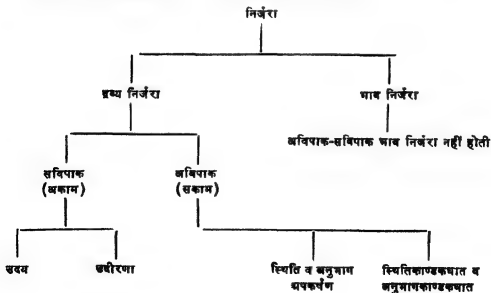 निर्जरा
द्रव्य निर्जरा
भाव निर्जरा
अविपाक-सविपाक भाव निर्जरा नहीं होती
सविपाक
(अकाम)
अविपाक
(सकाम)
उदय
उदीरणा
स्थिति व अनुभाग
अपकर्षण
स्थितिकाण्डकघात व
अनुभागकाण्डकघात